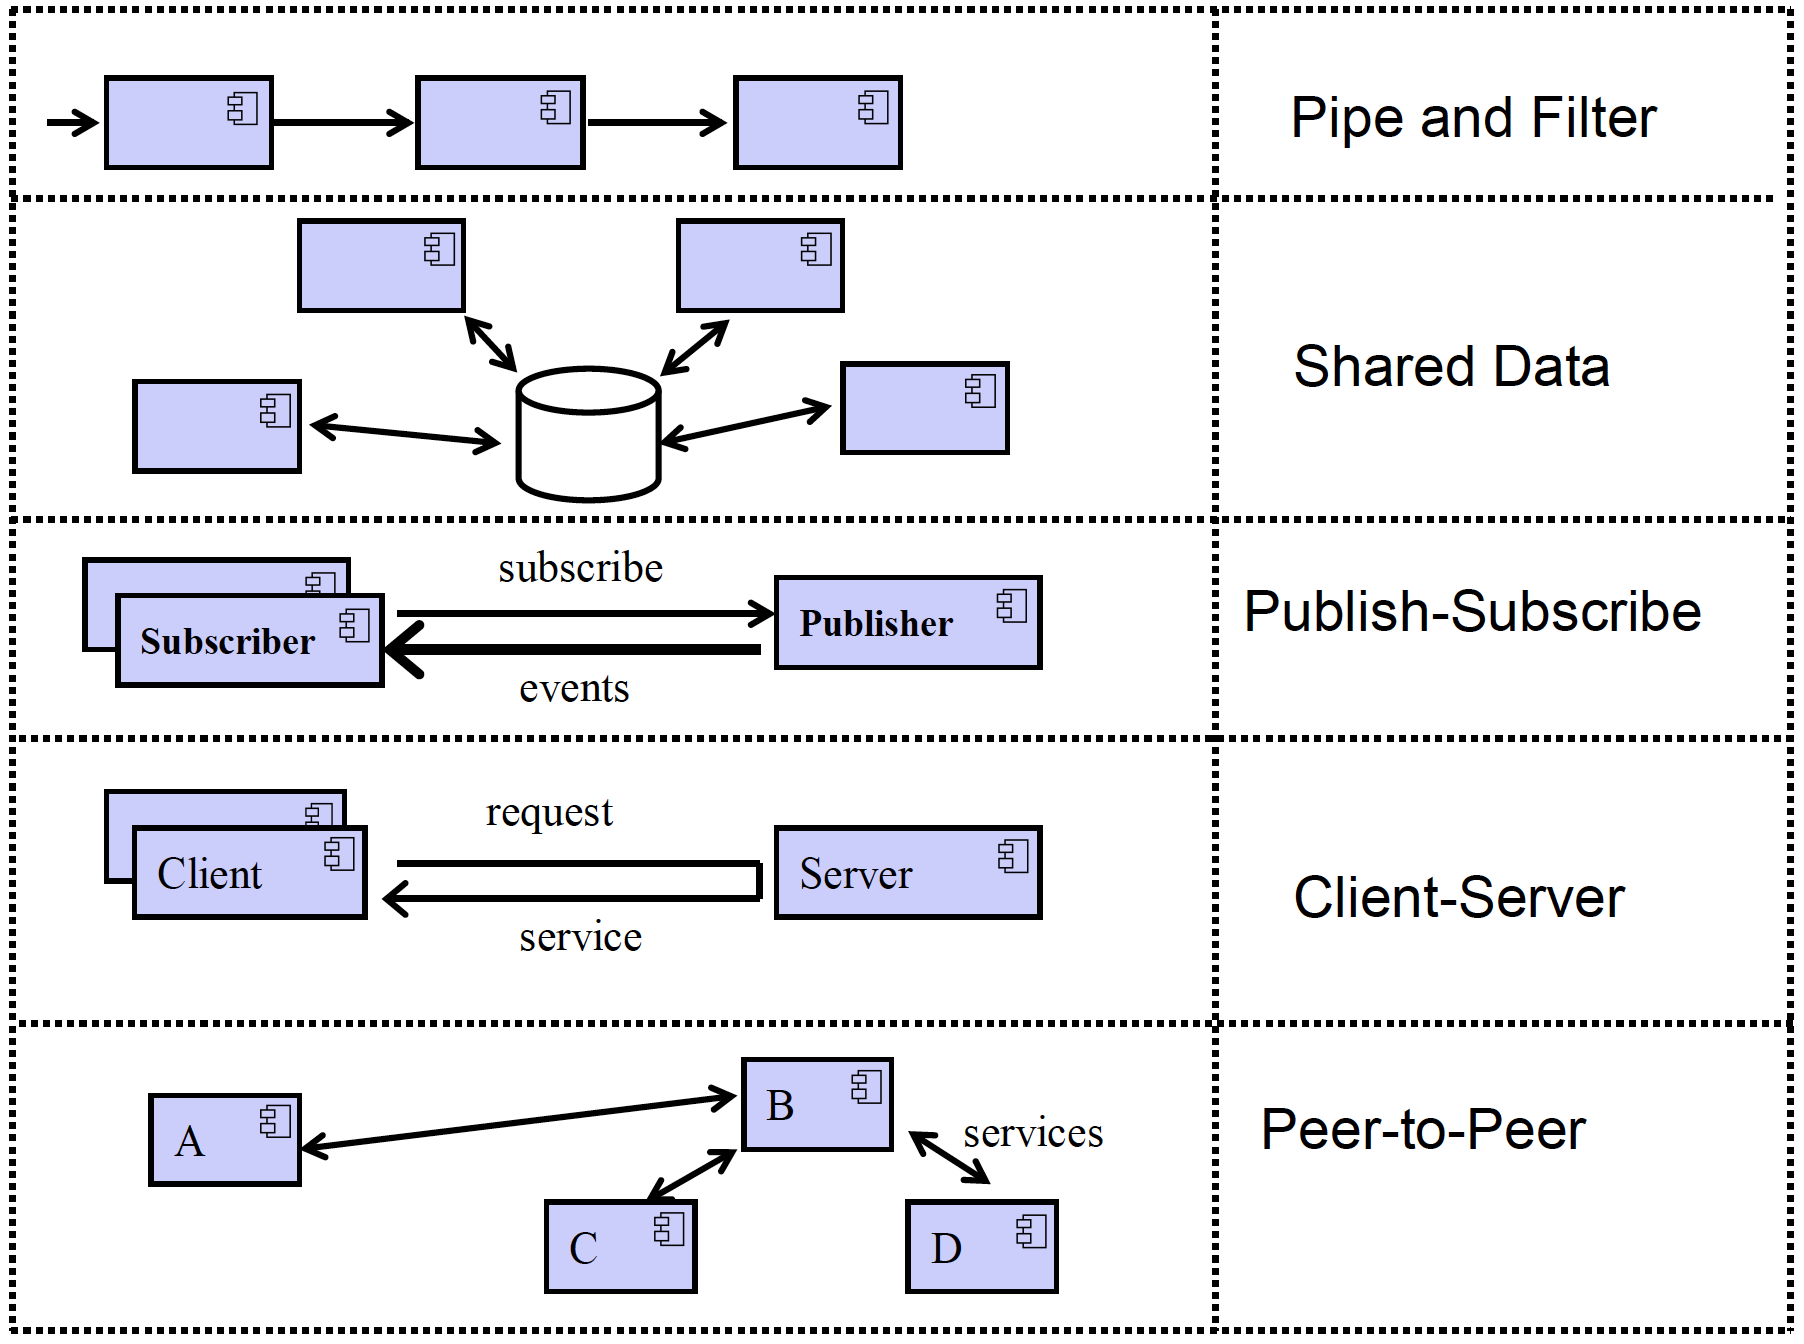 Pipe and Filter
Shared Data
subscribe
Subscriber
Publisher
events
Publish-Subscribe
request
Client
Server
service
Client-Server
A
B
services
C
D
Peer-to-Peer